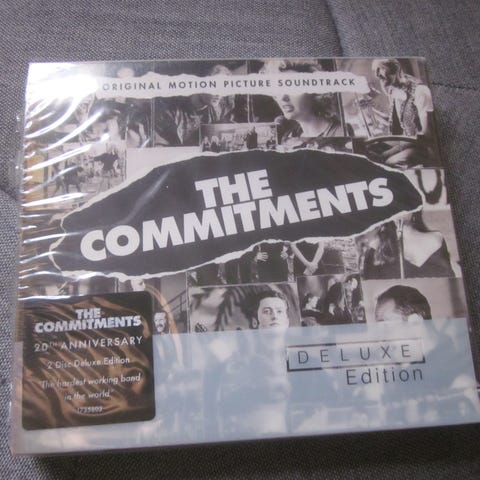 ORIGINAL MOTION PICTURE SOUNDTRACK
THE
COMMITMENTS
THE
COMMITMENTS
20TH ANNIVERSARY
2 Disc Deluxe Edition
"The hardest working band
in the world"
DELUXE
Edition